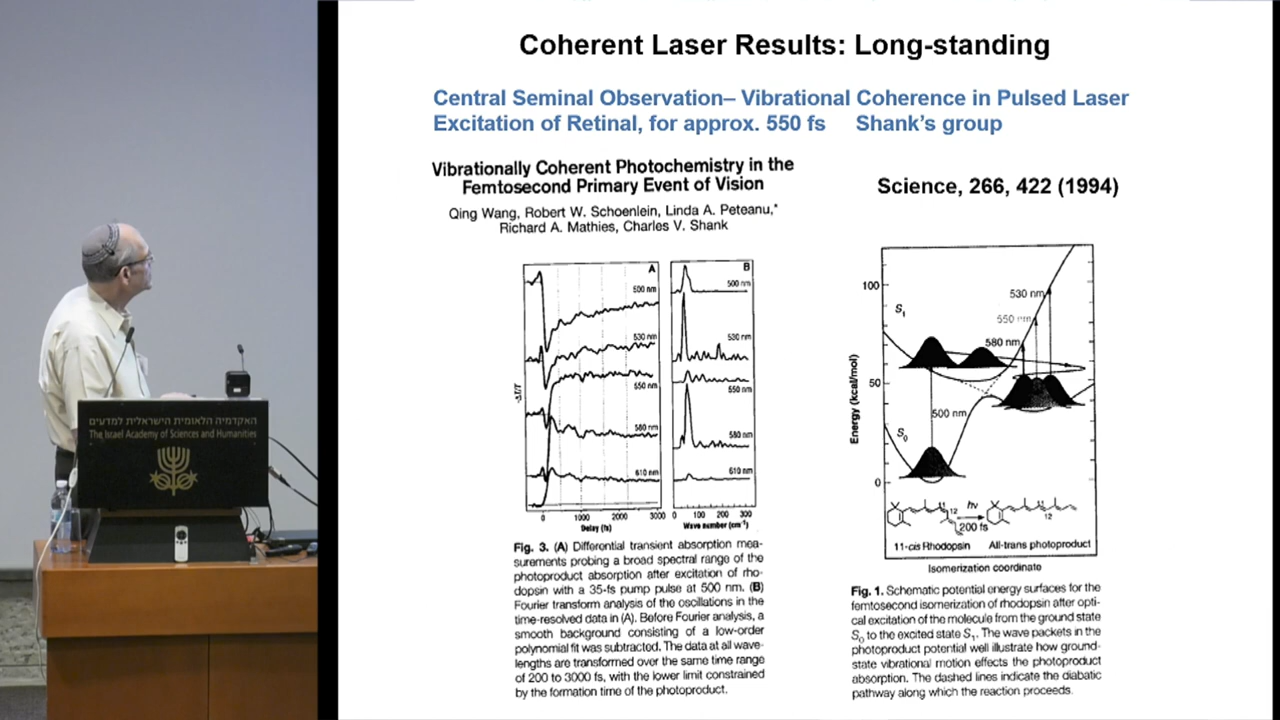 Coherent Laser Results: Long-standing
Central Seminal Observation– Vibrational Coherence in Pulsed Laser
Excitation of Retinal, for approx. 550 fs Shank's group
Vibrationally Coherent Photochemistry in the
Femtosecond Primary Event of Vision
Qing Wang, Robert W. Schoenlein, Linda A. Peteanu,*
Richard A. Mathies, Charles V. Shank
Science, 266, 422 (1994)
A
500 nm
530 nm
550 nm
580 nm
610 nm
-ΔT/T
0 1000 2000 3000
Delay (fs)
B
500 nm
530 nm
550 nm
580 nm
610 nm
0 100 200 300
Wave number (cm⁻¹)
Fig. 3. (A) Differential transient absorption mea-
surements probing a broad spectral range of the
photoproduct absorption after excitation of rho-
dopsin with a 35-fs pump pulse at 500 nm. (B)
Fourier transform analysis of the oscillations in the
time-resolved data in (A). Before Fourier analysis, a
smooth background consisting of a low-order
polynomial fit was subtracted. The data at all wave-
lengths are transformed over the same time range
of 200 to 3000 fs, with the lower limit constrained
by the formation time of the photoproduct.
100
50
0
Energy (kcal/mol)
S₁
S₀
530 nm
550 nm
580 nm
500 nm
11
12
hν
200 fs
12
11-cis Rhodopsin All-trans photoproduct
Isomerization coordinate
Fig. 1. Schematic potential energy surfaces for the
femtosecond isomerization of rhodopsin after opti-
cal excitation of the molecule from the ground state
S₀ to the excited state S₁. The wave packets in the
photoproduct potential well illustrate how ground-
state vibrational motion effects the photoproduct
absorption. The dashed lines indicate the diabatic
pathway along which the reaction proceeds.
האקדמיה הלאומית הישראלית למדעים
The Israel Academy of Sciences and Humanities